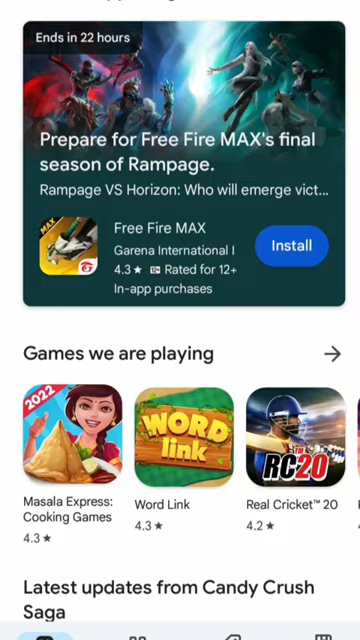 Ends in 22 hours
Prepare for Free Fire MAX's final
season of Rampage.
Rampage VS Horizon: Who will emerge vict...
MAX
Free Fire MAX
Garena International I
4.3★ 12+ Rated for 12+
In-app purchases
Install
Games we are playing
2022
WORD
link
RC20
Masala Express:
Cooking Games
4.3★
Word Link
4.3★
Real Cricket™ 20
4.2★
Latest updates from Candy Crush
Saga